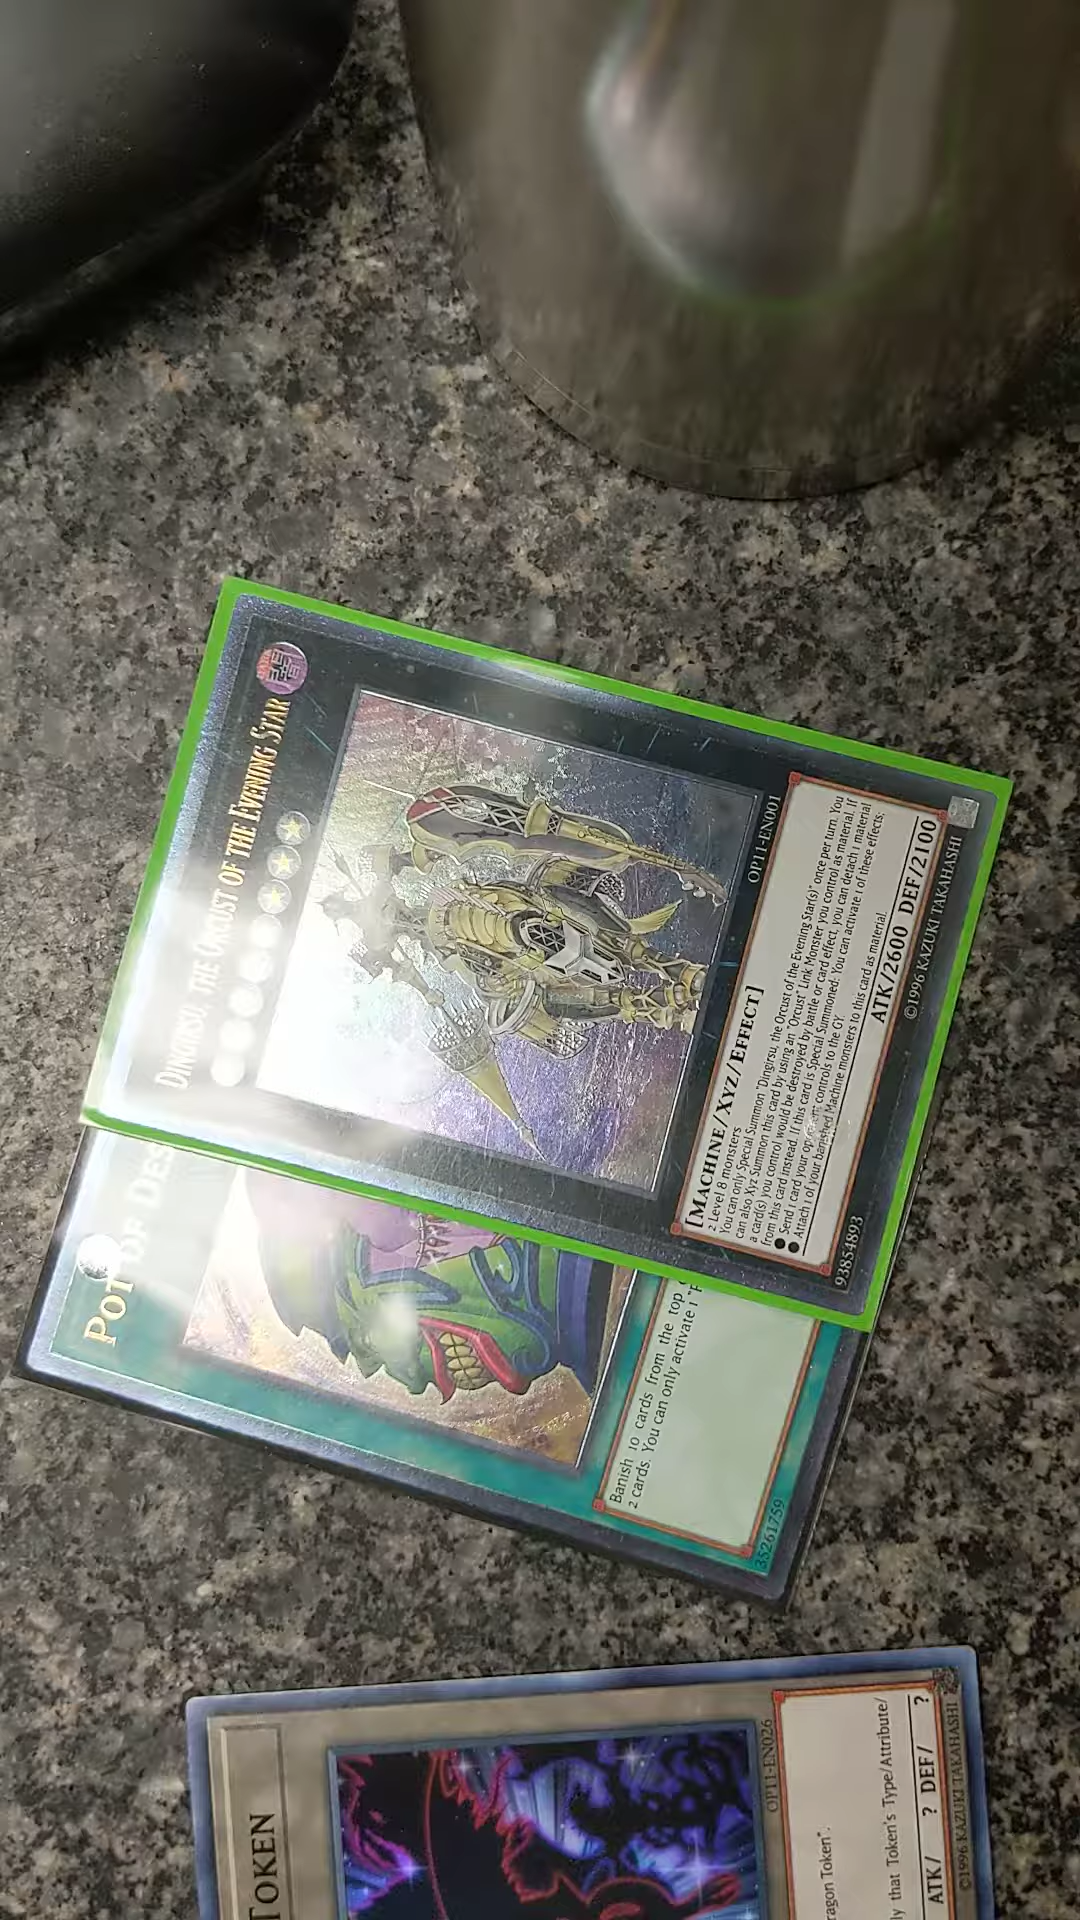 DINGIRSU, THE ORCUST OF THE EVENING STAR
OP11-EN001
[MACHINE/XYZ/EFFECT]
2 Level 8 monsters
You can only Special Summon "Dingirsu, the Orcust of the Evening Star(s)" once per turn. You
can also Xyz Summon this card by using an "Orcust" Link Monster you control as material. If
a card(s) you control would be destroyed by battle or card effect, you can detach 1 material
from this card instead. If this card is Special Summoned: You can activate 1 of these effects;
● Send 1 card your opponent controls to the GY.
● Attach 1 of your banished Machine monsters to this card as material.
ATK/2600 DEF/2100
93854893
©1996 KAZUKI TAKAHASHI
POT OF DES
Banish 10 cards from the top
2 cards. You can only activate 1 "P
35261759
TOKEN
OP11-EN026
ragon Token".
ly that Token's Type/Attribute/
ATK/ ? DEF/ ?
©1996 KAZUKI TAKAHASHI